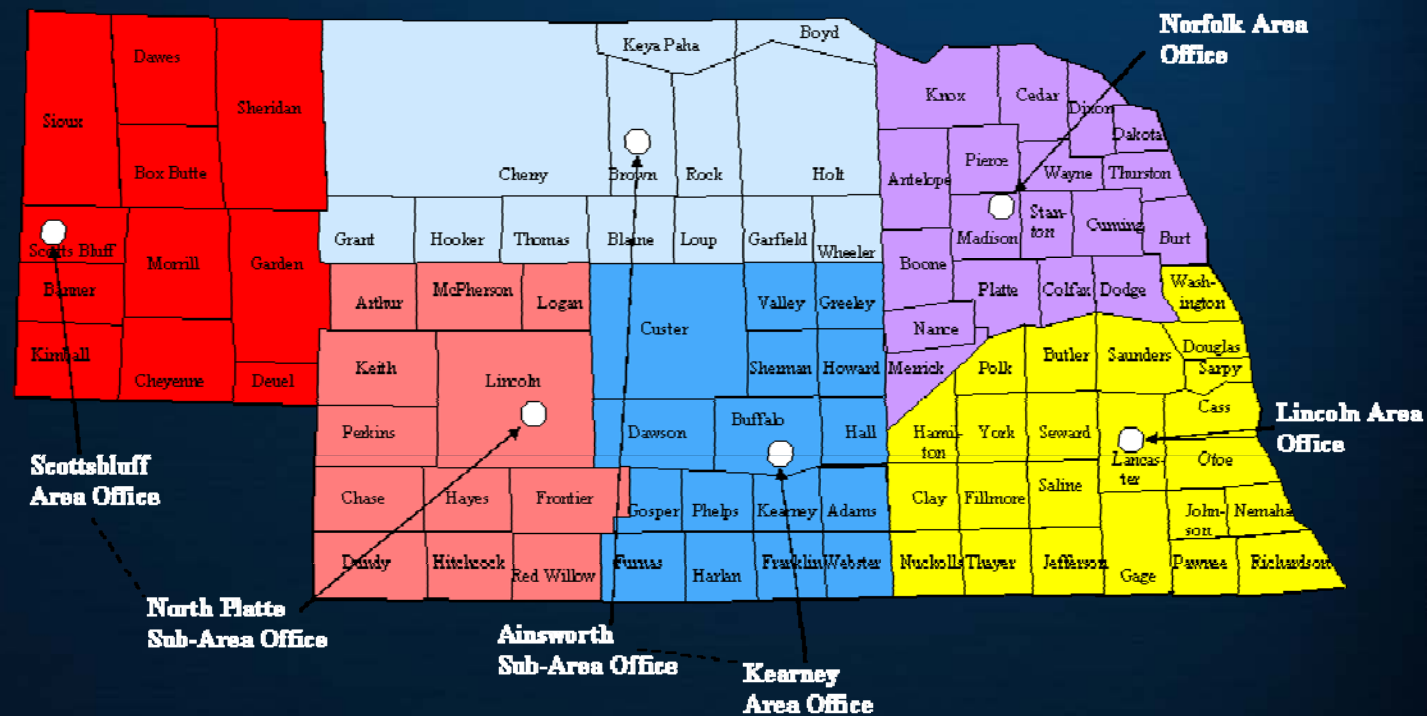 Norfolk Area
Office
Boyd
Keya Paha
Dawes
Sheridan
Knox
Cedar
Dixon
Sioux
Dakota
Pierce
Box Butte
Cherry
Brown
Rock
Holt
Antelope
Wayne
Thurston
Stan-
ton
Cuming
Grant
Hooker
Thomas
Blaine
Loup
Garfield
Wheeler
Madison
Burt
Scotts Bluff
Morrill
Garden
Boone
Banner
Arthur
McPherson
Logan
Valley
Greeley
Platte
Colfax
Dodge
Wash-
ington
Custer
Nance
Kimball
Cheyenne
Deuel
Keith
Lincoln
Sherman
Howard
Merrick
Polk
Butler
Saunders
Douglas
Sarpy
Cass
Lincoln Area
Office
Perkins
Dawson
Buffalo
Hall
Hamil-
ton
York
Seward
Lancas-
ter
Otoe
Scottsbluff
Area Office
Chase
Hayes
Frontier
Gosper
Phelps
Kearney
Adams
Clay
Fillmore
Saline
John-
son
Nemaha
Dundy
Hitchcock
Red Willow
Furnas
Harlan
Franklin
Webster
Nuckolls
Thayer
Jefferson
Gage
Pawnee
Richardson
North Platte
Sub-Area Office
Ainsworth
Sub-Area Office
Kearney
Area Office